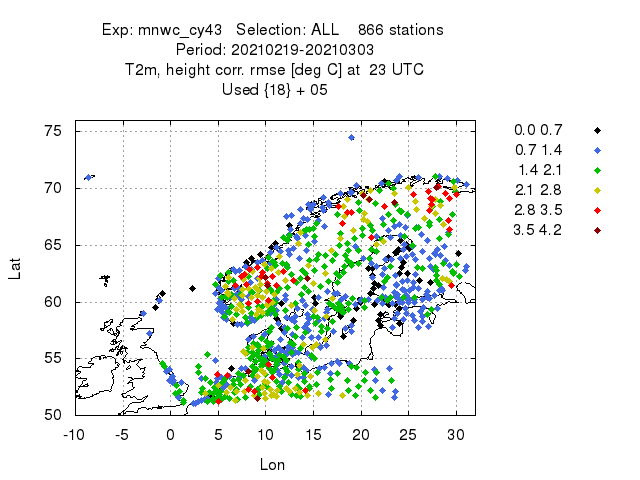 Exp: mnwc_cy43 Selection: ALL 866 stations
Period: 20210219-20210303
T2m, height corr. rmse [deg C] at 23 UTC
Used {18} + 05
0.0 0.7
0.7 1.4
1.4 2.1
2.1 2.8
2.8 3.5
3.5 4.2
75
70
65
60
55
50
Lat
-10 -5 0 5 10 15 20 25 30
Lon